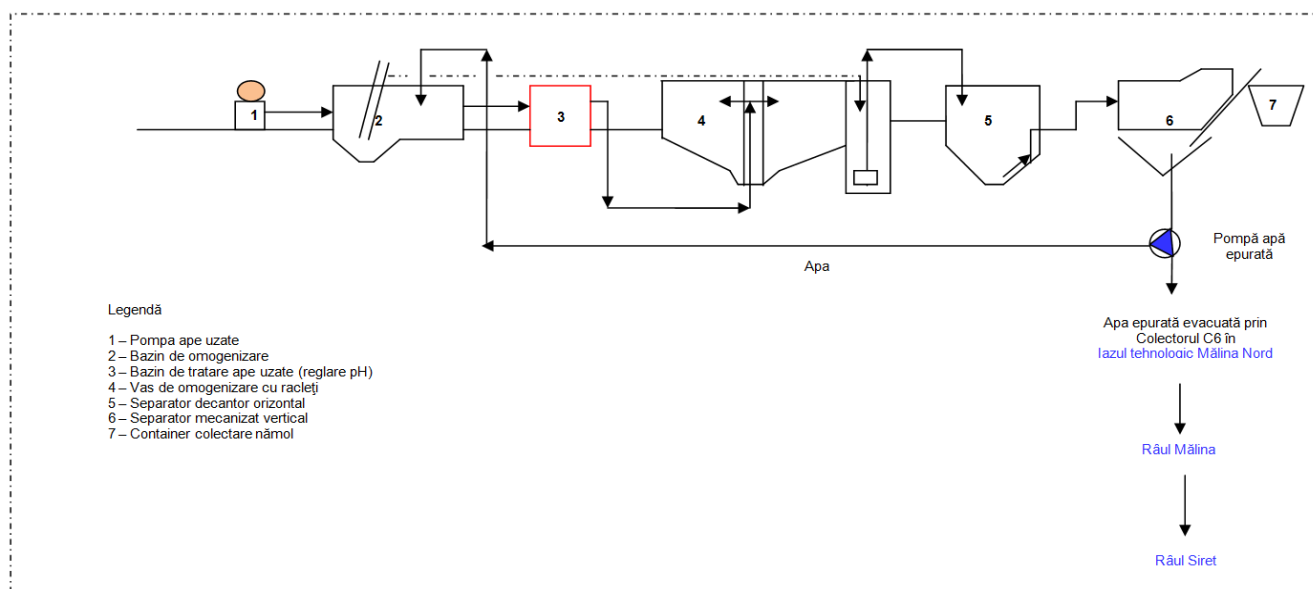 1
2
3
4
5
6
7
Pompă apă
epurată
Apa
Legendă
1 – Pompa ape uzate
2 – Bazin de omogenizare
3 – Bazin de tratare ape uzate (reglare pH)
4 – Vas de omogenizare cu racleți
5 – Separator decantor orizontal
6 – Separator mecanizat vertical
7 – Container colectare nămol
Apa epurată evacuată prin
Colectorul C6 în
Iazul tehnologic Mălina Nord
Râul Mălina
Râul Siret